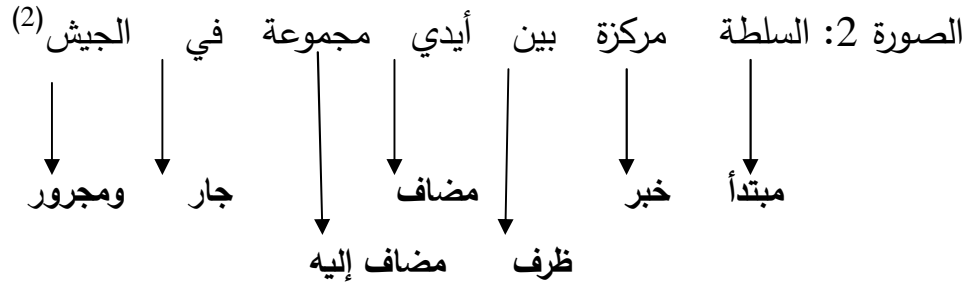 الصورة 2: السلطة مركزة بين أيدي مجموعة في الجيش(2)
مبتدأ خبر مضاف جار ومجرور
ظرف مضاف إليه